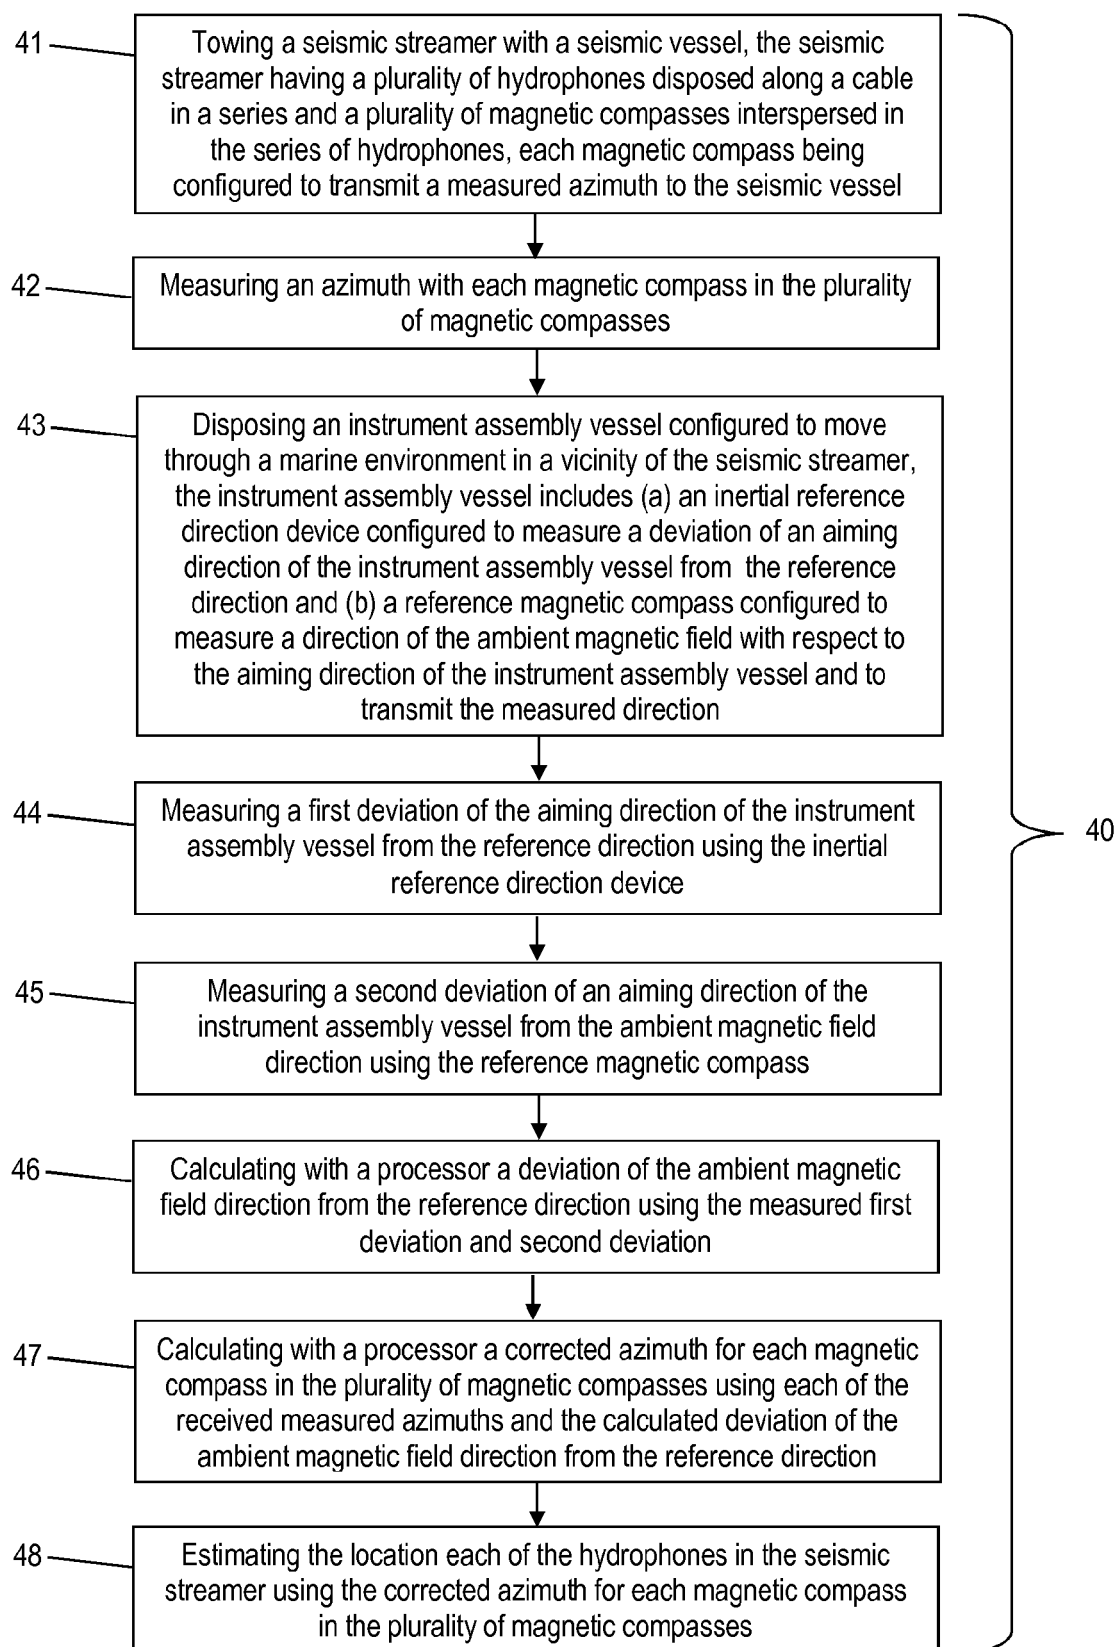 41
Towing a seismic streamer with a seismic vessel, the seismic
streamer having a plurality of hydrophones disposed along a cable
in a series and a plurality of magnetic compasses interspersed in
the series of hydrophones, each magnetic compass being
configured to transmit a measured azimuth to the seismic vessel
42
Measuring an azimuth with each magnetic compass in the plurality
of magnetic compasses
43
Disposing an instrument assembly vessel configured to move
through a marine environment in a vicinity of the seismic streamer,
the instrument assembly vessel includes (a) an inertial reference
direction device configured to measure a deviation of an aiming
direction of the instrument assembly vessel from the reference
direction and (b) a reference magnetic compass configured to
measure a direction of the ambient magnetic field with respect to
the aiming direction of the instrument assembly vessel and to
transmit the measured direction
44
Measuring a first deviation of the aiming direction of the instrument
assembly vessel from the reference direction using the inertial
reference direction device
40
45
Measuring a second deviation of an aiming direction of the
instrument assembly vessel from the ambient magnetic field
direction using the reference magnetic compass
46
Calculating with a processor a deviation of the ambient magnetic
field direction from the reference direction using the measured first
deviation and second deviation
47
Calculating with a processor a corrected azimuth for each magnetic
compass in the plurality of magnetic compasses using each of the
received measured azimuths and the calculated deviation of the
ambient magnetic field direction from the reference direction
48
Estimating the location each of the hydrophones in the seismic
streamer using the corrected azimuth for each magnetic compass
in the plurality of magnetic compasses